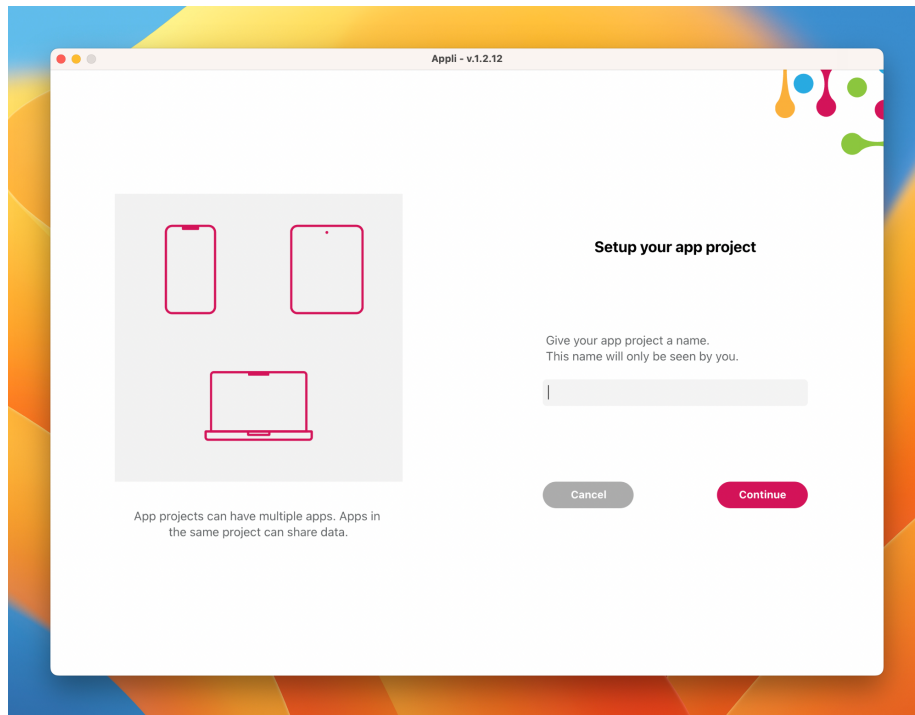 Appli - v.1.2.12
Setup your app project
Give your app project a name.
This name will only be seen by you.
Cancel
Continue
App projects can have multiple apps. Apps in
the same project can share data.